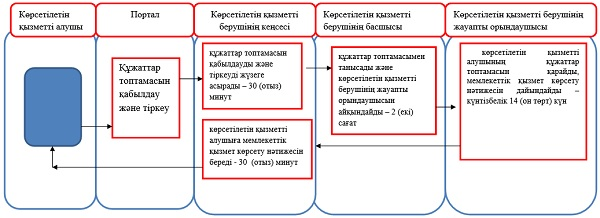 Көрсетілетін
қызметті алушы
Портал
Көрсетілетін қызметті
берушінің кеңсесі
Көрсетілетін қызметті
берушінің басшысы
Көрсетілетін қызметті берушінің
жауапты орындаушысы
Құжаттар
топтамасын
қабылдау
және тіркеу
құжаттар топтамасын
қабылдауды және
тіркеуді жүзеге
асырады – 30 (отыз)
минут
құжаттар топтамасымен
танысады және
көрсетілетін қызметті
берушінің жауапты
орындаушысын
айқындайды – 2 (екі)
сағат
көрсетілетін қызметті
алушының құжаттар
топтамасын қарайды,
мемлекеттік қызмет көрсету
нәтижесін дайындайды –
күнтізбелік 14 (он төрт) күн
көрсетілетін қызметті
алушыға мемлекеттік
қызмет көрсету нәтижесін
береді - 30 (отыз) минут